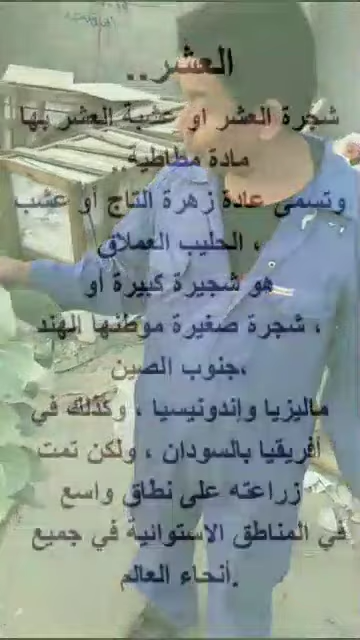 العشر..
شجرة العشر او عشبة العشر بها
مادة مطاطية..
وتسمى عادة زهرة التاج أو عشب
، الحليب العملاق
هو شجيرة كبيرة أو
، شجرة صغيرة موطنها الهند
،جنوب الصين
ماليزيا وإندونيسيا ، وكذلك في
أفريقيا بالسودان ، ولكن تمت
زراعته على نطاق واسع
في المناطق الاستوائية في جميع
.أنحاء العالم